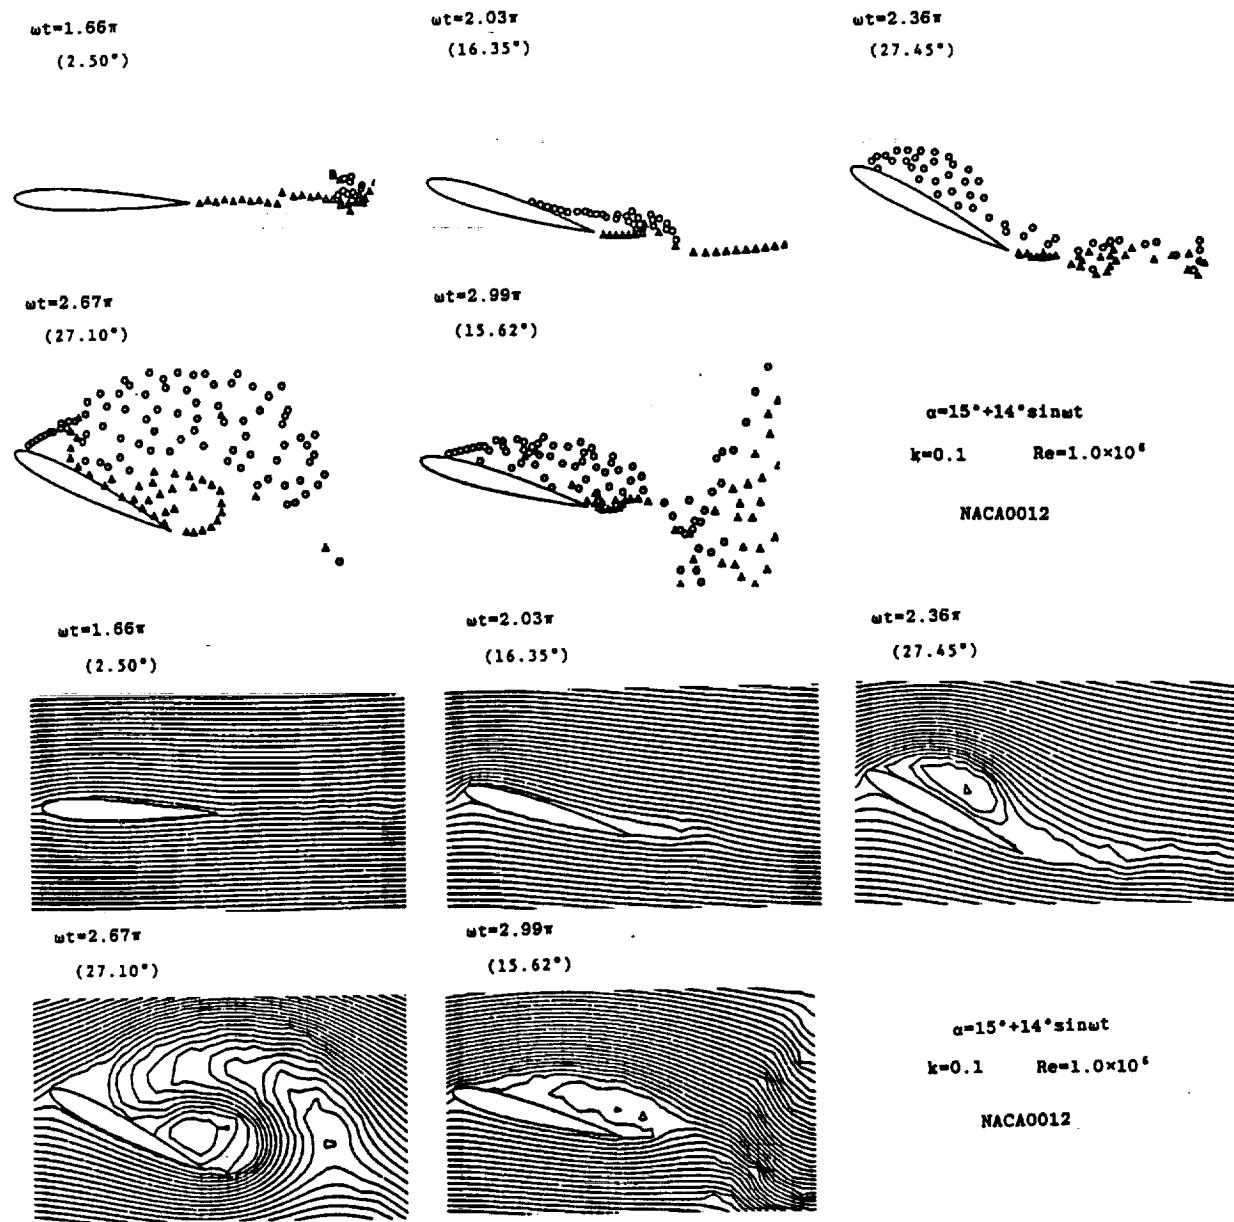 ωt=1.66π
(2.50°)
ωt=2.03π
(16.35°)
ωt=2.36π
(27.45°)
ωt=2.67π
(27.10°)
ωt=2.99π
(15.62°)
α=15°+14°sinωt
k=0.1 Re=1.0×10⁶
NACA0012
ωt=1.66π
(2.50°)
ωt=2.03π
(16.35°)
ωt=2.36π
(27.45°)
ωt=2.67π
(27.10°)
ωt=2.99π
(15.62°)
α=15°+14°sinωt
k=0.1 Re=1.0×10⁶
NACA0012